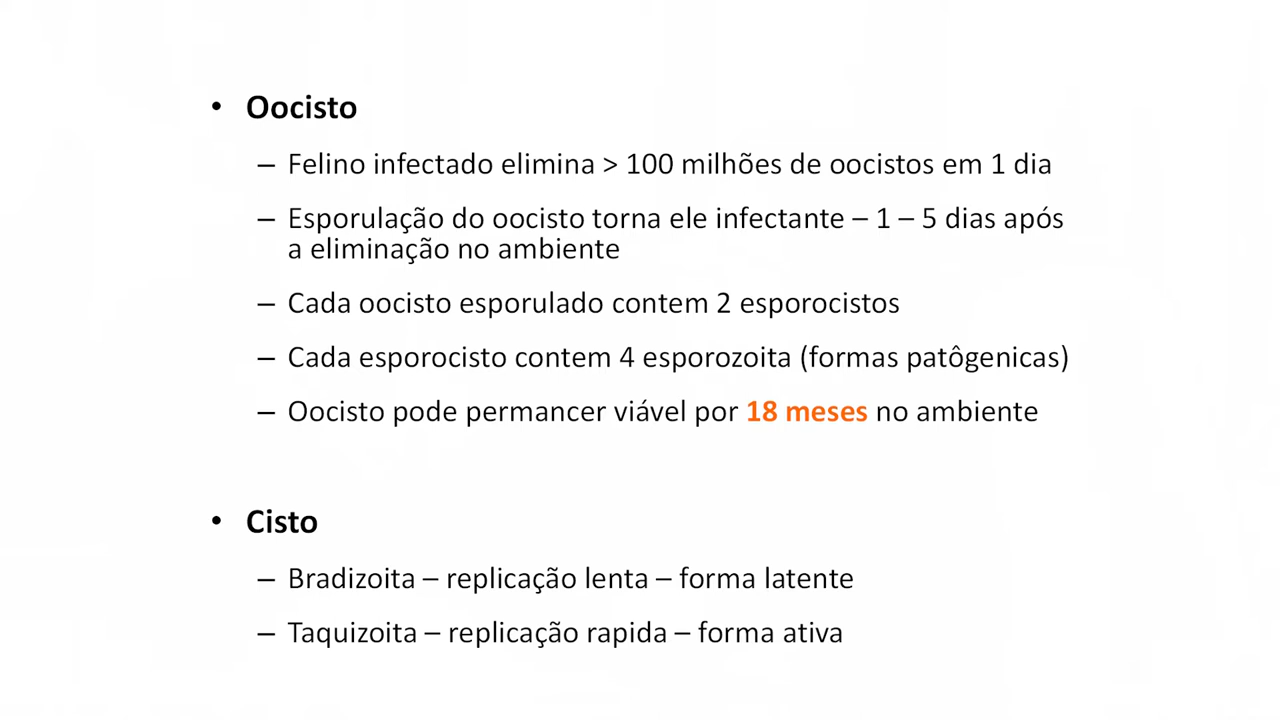 • Oocisto
– Felino infectado elimina > 100 milhões de oocistos em 1 dia
– Esporulação do oocisto torna ele infectante – 1 – 5 dias após
a eliminação no ambiente
– Cada oocisto esporulado contem 2 esporocistos
– Cada esporocisto contem 4 esporozoita (formas patôgenicas)
– Oocisto pode permancer viável por 18 meses no ambiente
• Cisto
– Bradizoita – replicação lenta – forma latente
– Taquizoita – replicação rapida – forma ativa